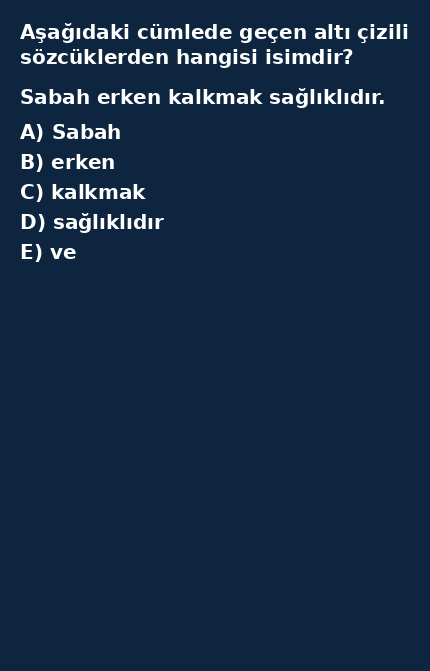 Aşağıdaki cümlede geçen altı çizili
sözcüklerden hangisi isimdir?
Sabah erken kalkmak sağlıklıdır.
A) Sabah
B) erken
C) kalkmak
D) sağlıklıdır
E) ve